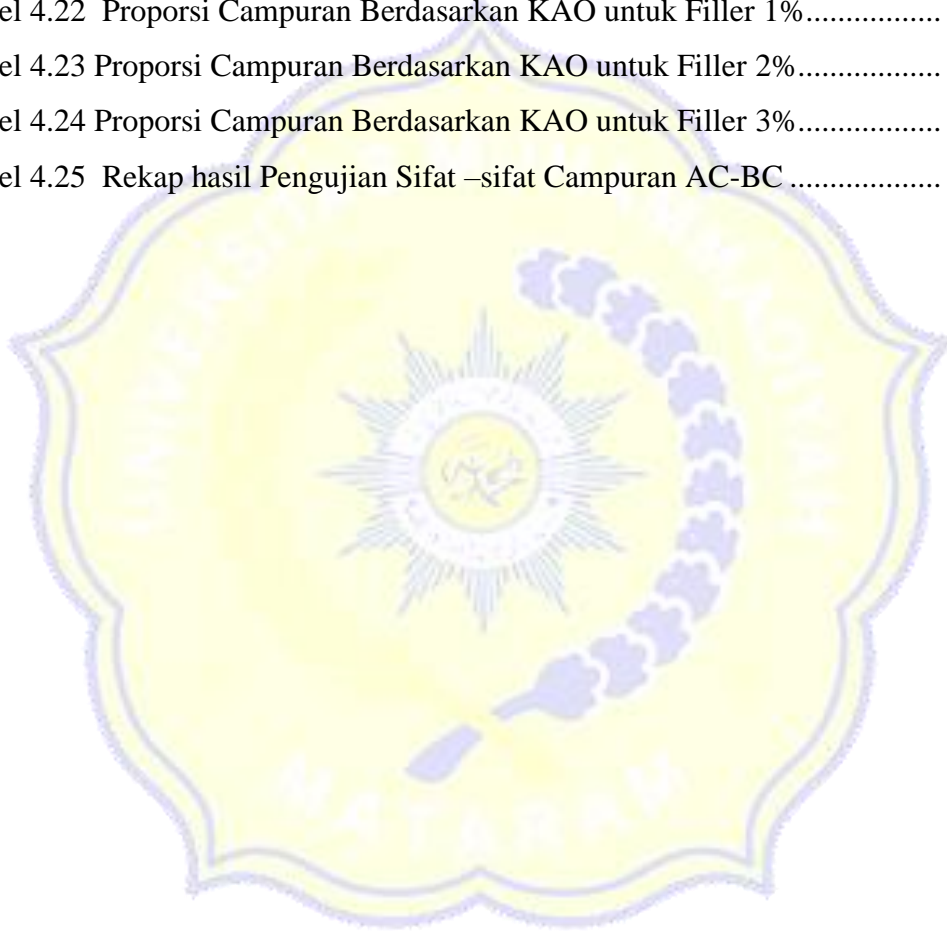 el 4.22  Proporsi Campuran Berdasarkan KAO untuk Filler 1%.................
el 4.23 Proporsi Campuran Berdasarkan KAO untuk Filler 2%..................
el 4.24 Proporsi Campuran Berdasarkan KAO untuk Filler 3%..................
el 4.25  Rekap hasil Pengujian Sifat –sifat Campuran AC-BC ...................
MATARAM